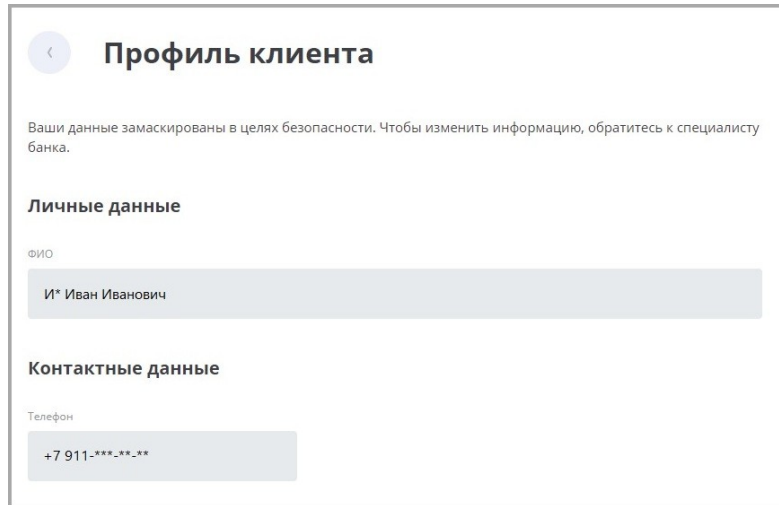 Профиль клиента
Ваши данные замаскированы в целях безопасности. Чтобы изменить информацию, обратитесь к специалисту
банка.
Личные данные
ФИО
И* Иван Иванович
Контактные данные
Телефон
+7 911-***-**-**